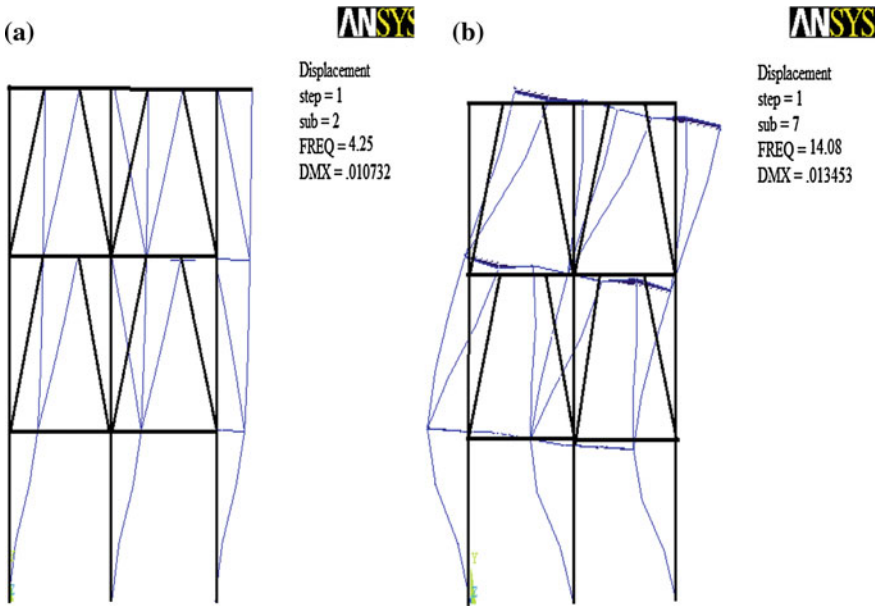 (a)
ANSYS
Displacement
step = 1
sub = 2
FREQ = 4.25
DMX = .010732
(b)
ANSYS
Displacement
step = 1
sub = 7
FREQ = 14.08
DMX = .013453
Y